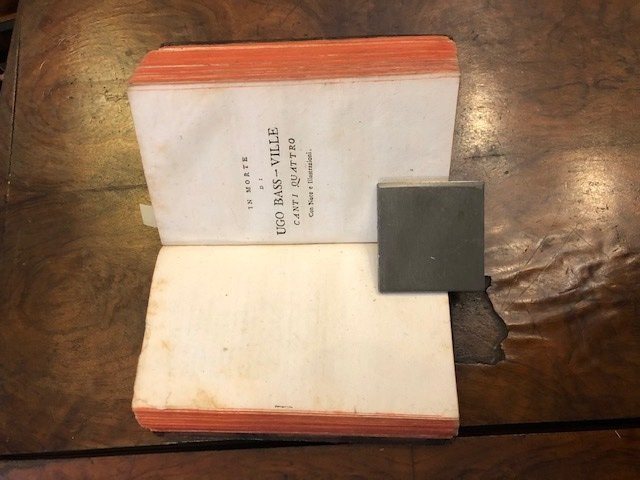 IN MORTE
DI
UGO BASS-VILLE
CANTI QUATTRO
Con Note e Illustrazioni.